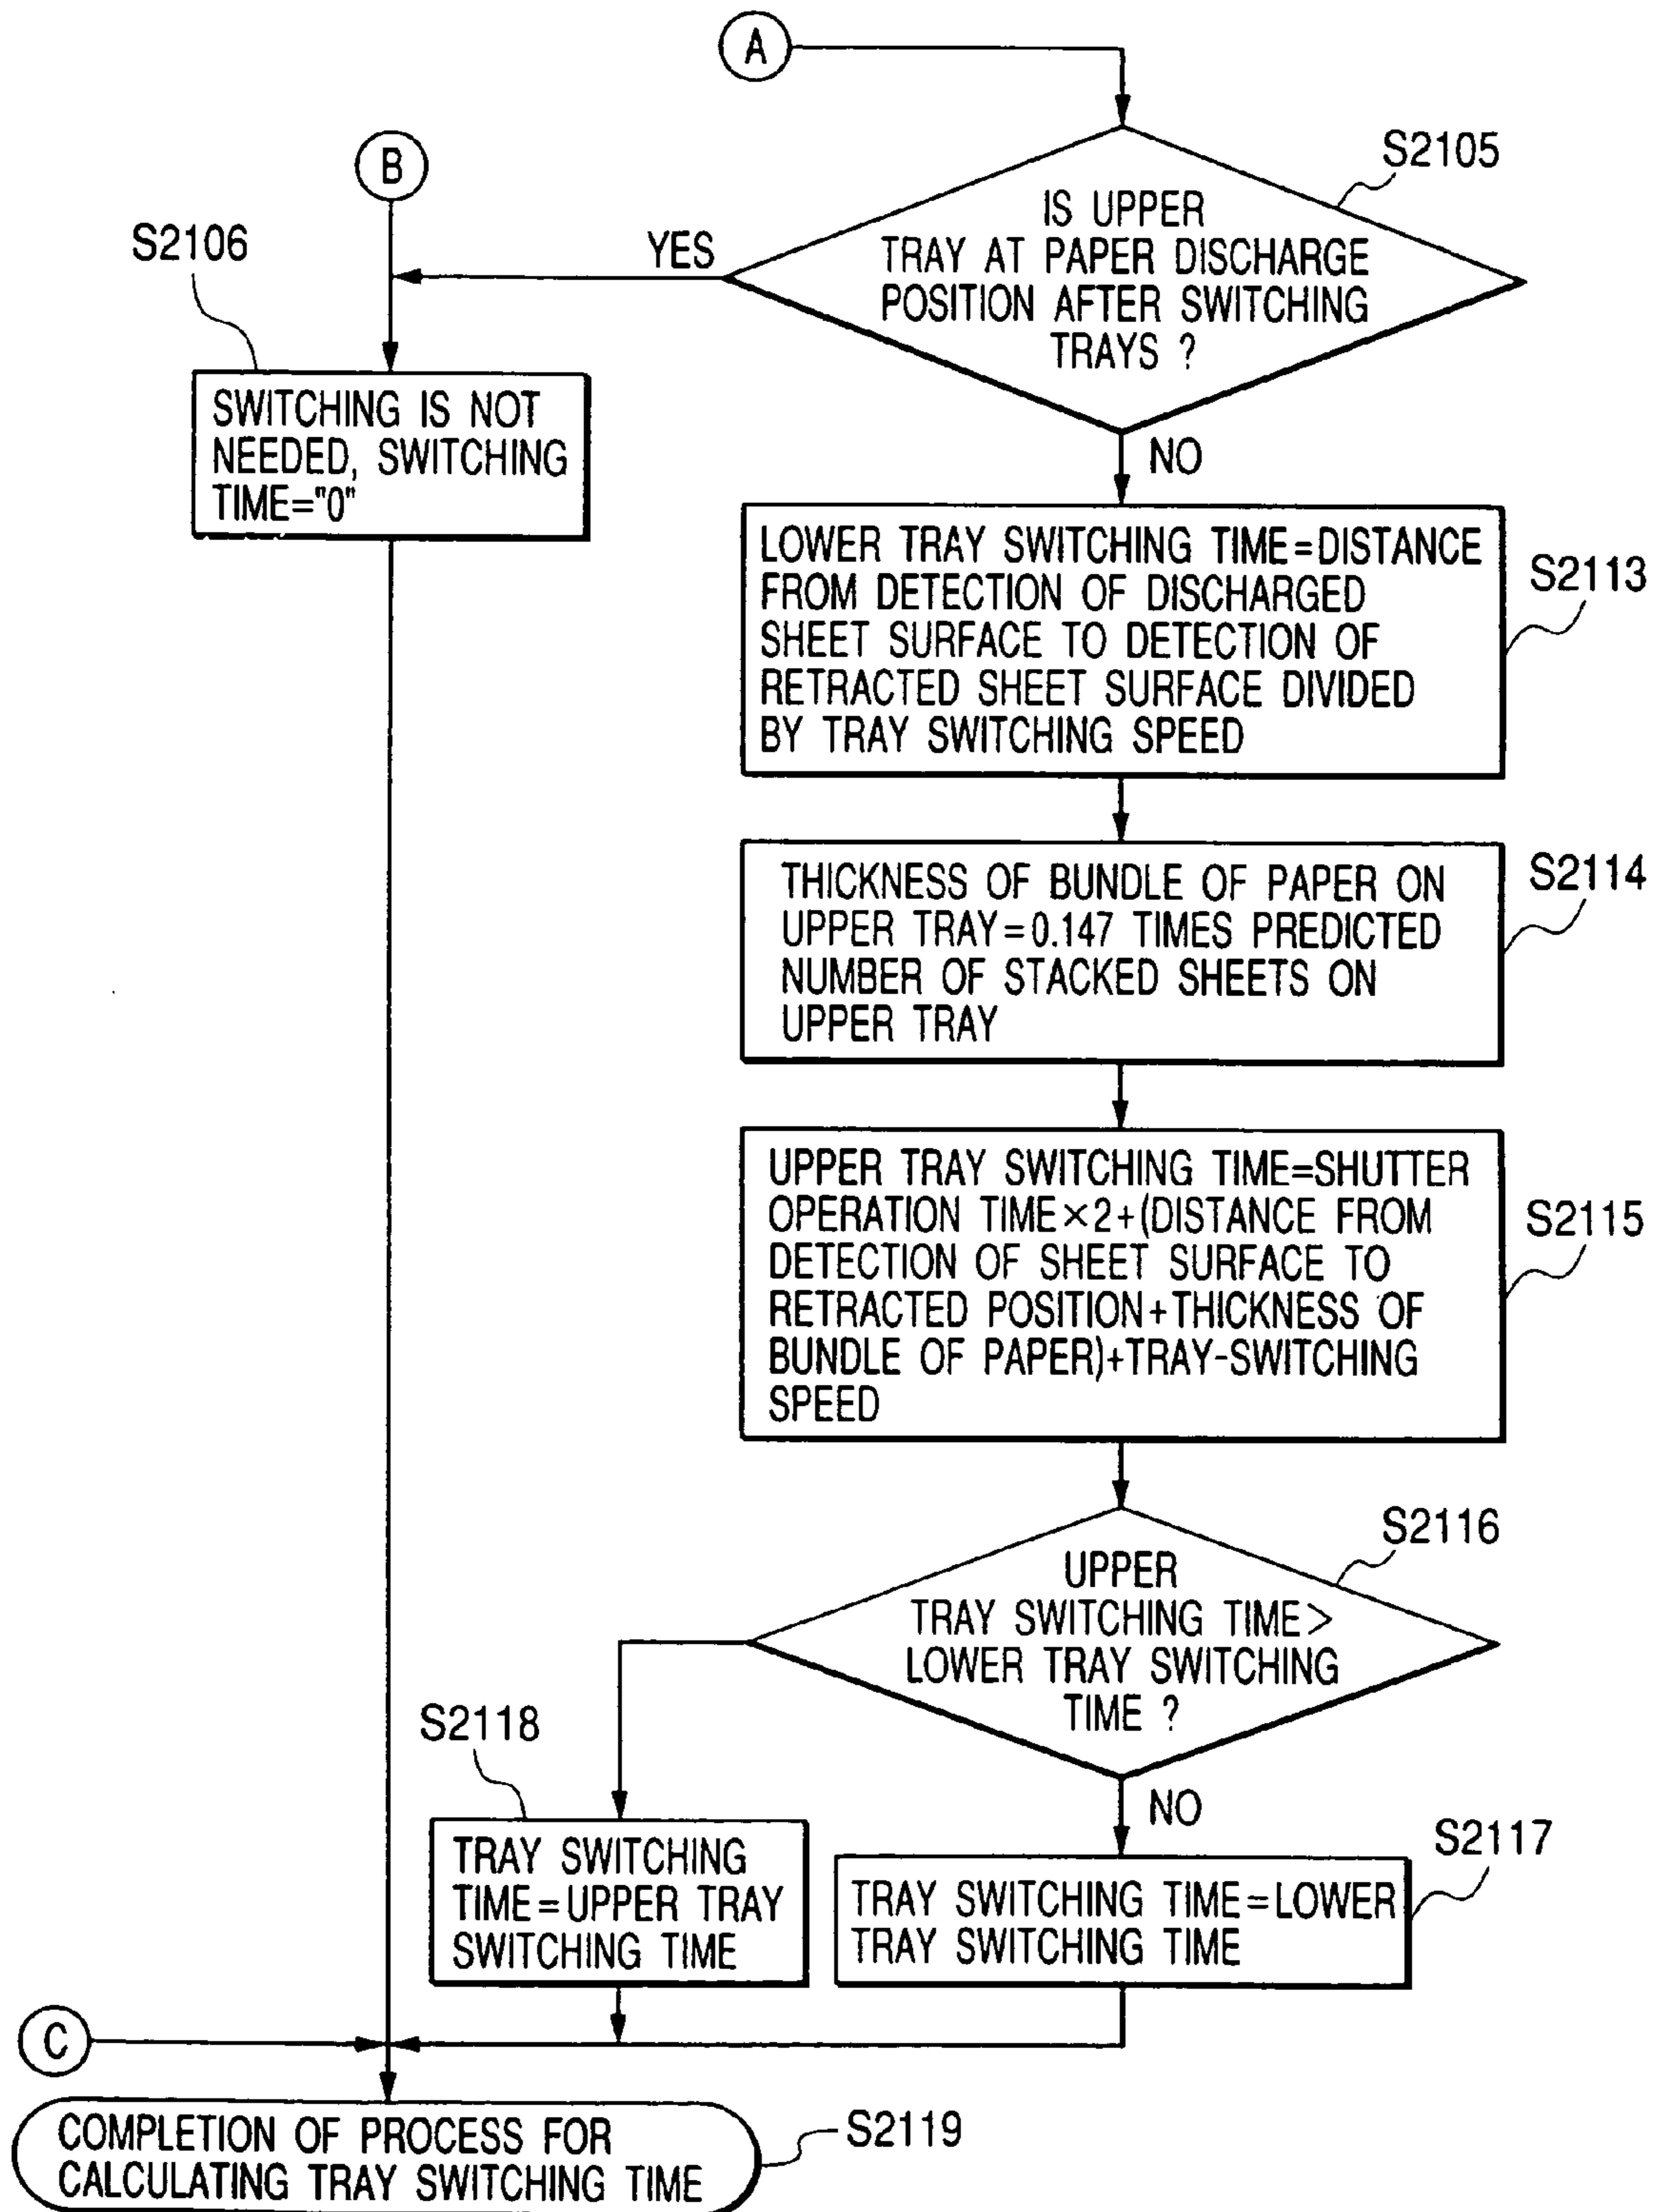 A
B
S2105
IS UPPER
TRAY AT PAPER DISCHARGE
POSITION AFTER SWITCHING
TRAYS ?
YES
S2106
SWITCHING IS NOT
NEEDED, SWITCHING
TIME="0"
NO
LOWER TRAY SWITCHING TIME=DISTANCE
FROM DETECTION OF DISCHARGED
SHEET SURFACE TO DETECTION OF
RETRACTED SHEET SURFACE DIVIDED
BY TRAY SWITCHING SPEED
S2113
THICKNESS OF BUNDLE OF PAPER ON
UPPER TRAY=0.147 TIMES PREDICTED
NUMBER OF STACKED SHEETS ON
UPPER TRAY
S2114
UPPER TRAY SWITCHING TIME=SHUTTER
OPERATION TIME×2+(DISTANCE FROM
DETECTION OF SHEET SURFACE TO
RETRACTED POSITION+THICKNESS OF
BUNDLE OF PAPER)+TRAY-SWITCHING
SPEED
S2115
S2116
UPPER
TRAY SWITCHING TIME>
LOWER TRAY SWITCHING
TIME ?
S2118
NO
TRAY SWITCHING
TIME=UPPER TRAY
SWITCHING TIME
S2117
TRAY SWITCHING TIME=LOWER
TRAY SWITCHING TIME
C
COMPLETION OF PROCESS FOR
CALCULATING TRAY SWITCHING TIME
S2119